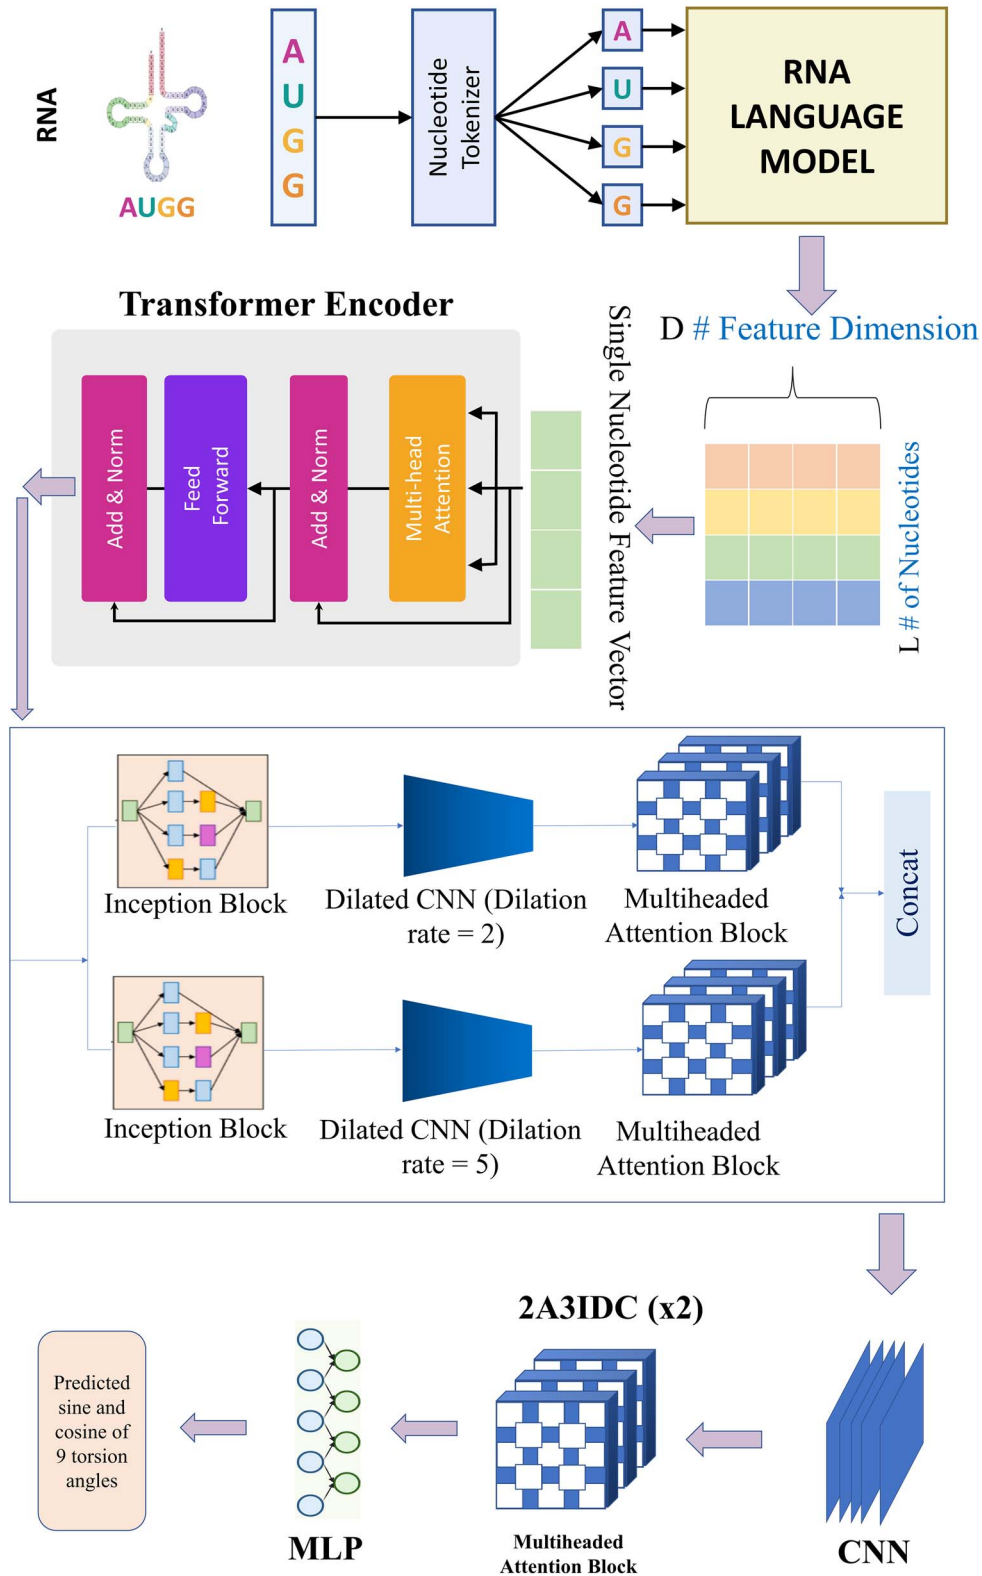 RNA
AUGG
A
U
G
G
Nucleotide
Tokenizer
A
U
G
G
RNA
LANGUAGE
MODEL
Transformer Encoder
D # Feature Dimension
Add & Norm
Feed
Forward
Add & Norm
Multi-head
Attention
Single Nucleotide Feature Vector
L # of Nucleotides
Inception Block
Dilated CNN (Dilation
rate = 2)
Multiheaded
Attention Block
Concat
Inception Block
Dilated CNN (Dilation
rate = 5)
Multiheaded
Attention Block
2A3IDC (x2)
Predicted
sine and
cosine of
9 torsion
angles
MLP
Multiheaded
Attention Block
CNN